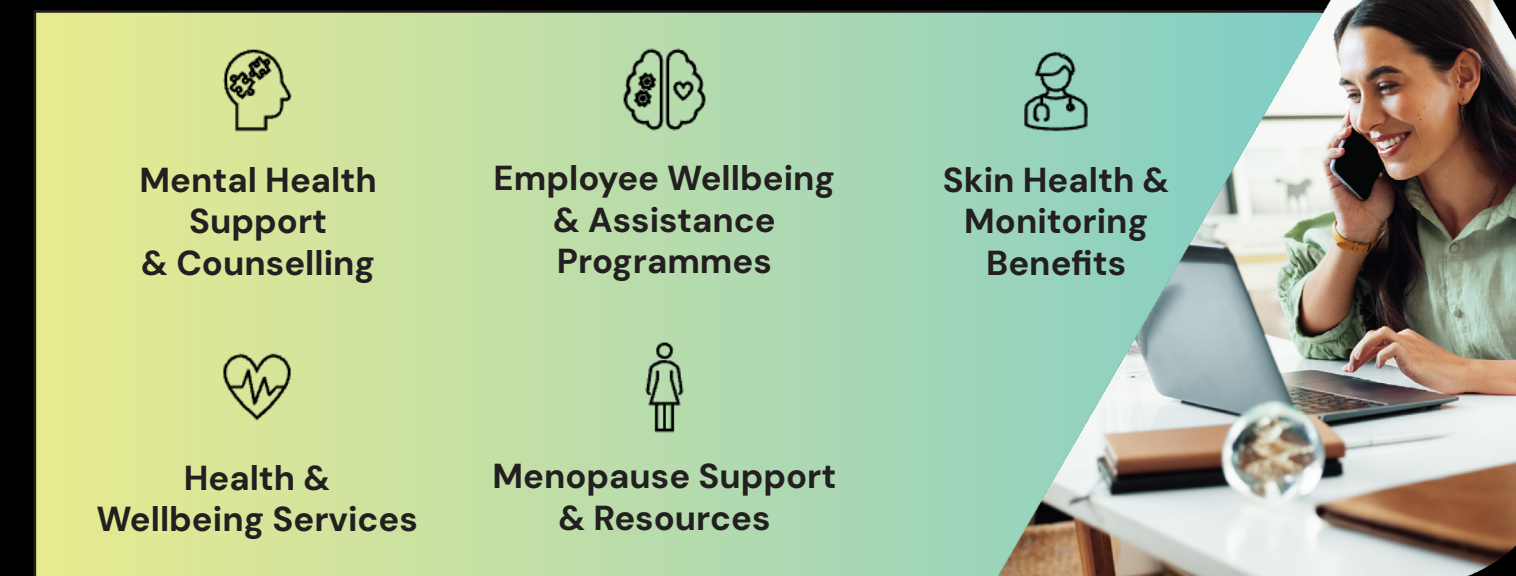 Mental Health
Support
& Counselling
Employee Wellbeing
& Assistance
Programmes
Skin Health &
Monitoring
Benefits
Health &
Wellbeing Services
Menopause Support
& Resources